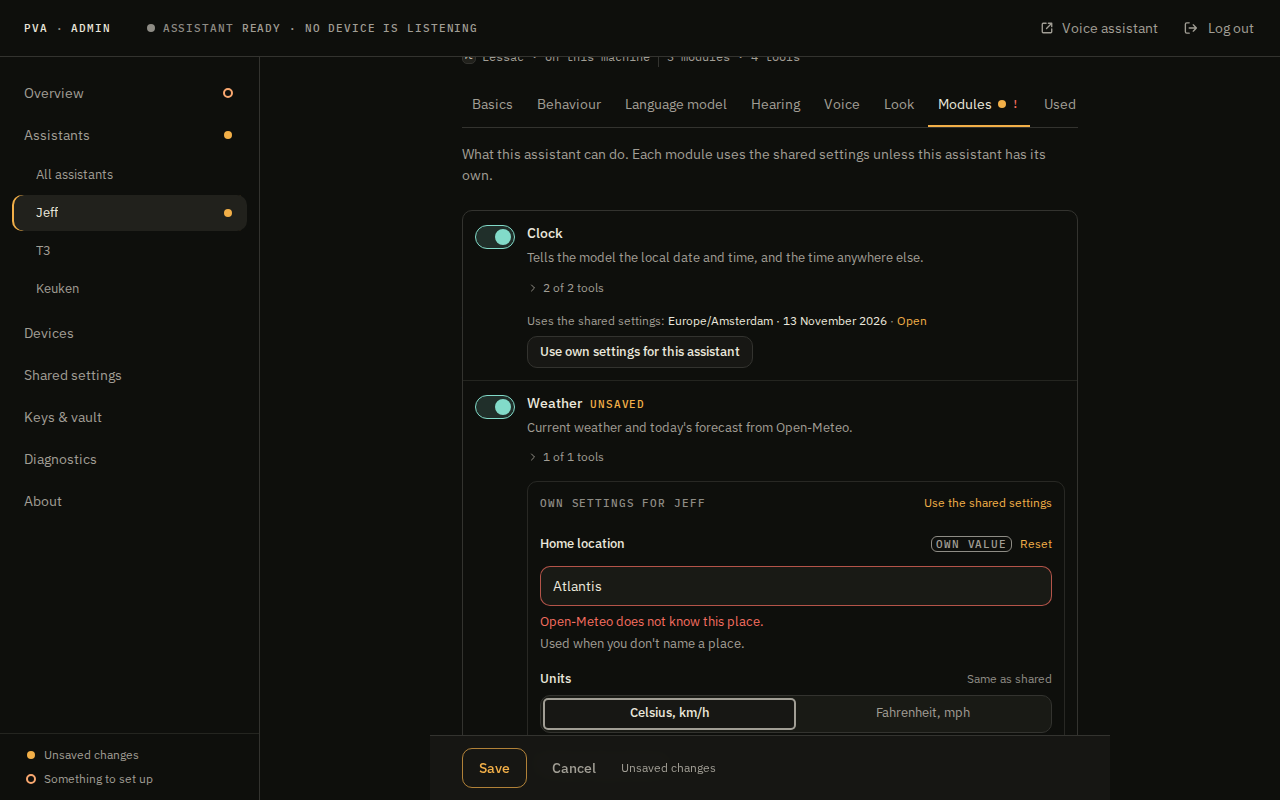 PVA · ADMIN
ASSISTANT READY · NO DEVICE IS LISTENING
Voice assistant
Log out
Overview
Assistants
All assistants
Jeff
T3
Keuken
Devices
Shared settings
Keys & vault
Diagnostics
About
Unsaved changes
Something to set up
Lessac · on this machine | 3 modules · 4 tools
Basics
Behaviour
Language model
Hearing
Voice
Look
Modules !
Used
What this assistant can do. Each module uses the shared settings unless this assistant has its
own.
Clock
Tells the model the local date and time, and the time anywhere else.
2 of 2 tools
Uses the shared settings: Europe/Amsterdam · 13 November 2026 · Open
Use own settings for this assistant
Weather UNSAVED
Current weather and today's forecast from Open-Meteo.
1 of 1 tools
OWN SETTINGS FOR JEFF
Use the shared settings
Home location
OWN VALUE Reset
Atlantis
Open-Meteo does not know this place.
Used when you don't name a place.
Units
Same as shared
Celsius, km/h
Fahrenheit, mph
Save
Cancel
Unsaved changes